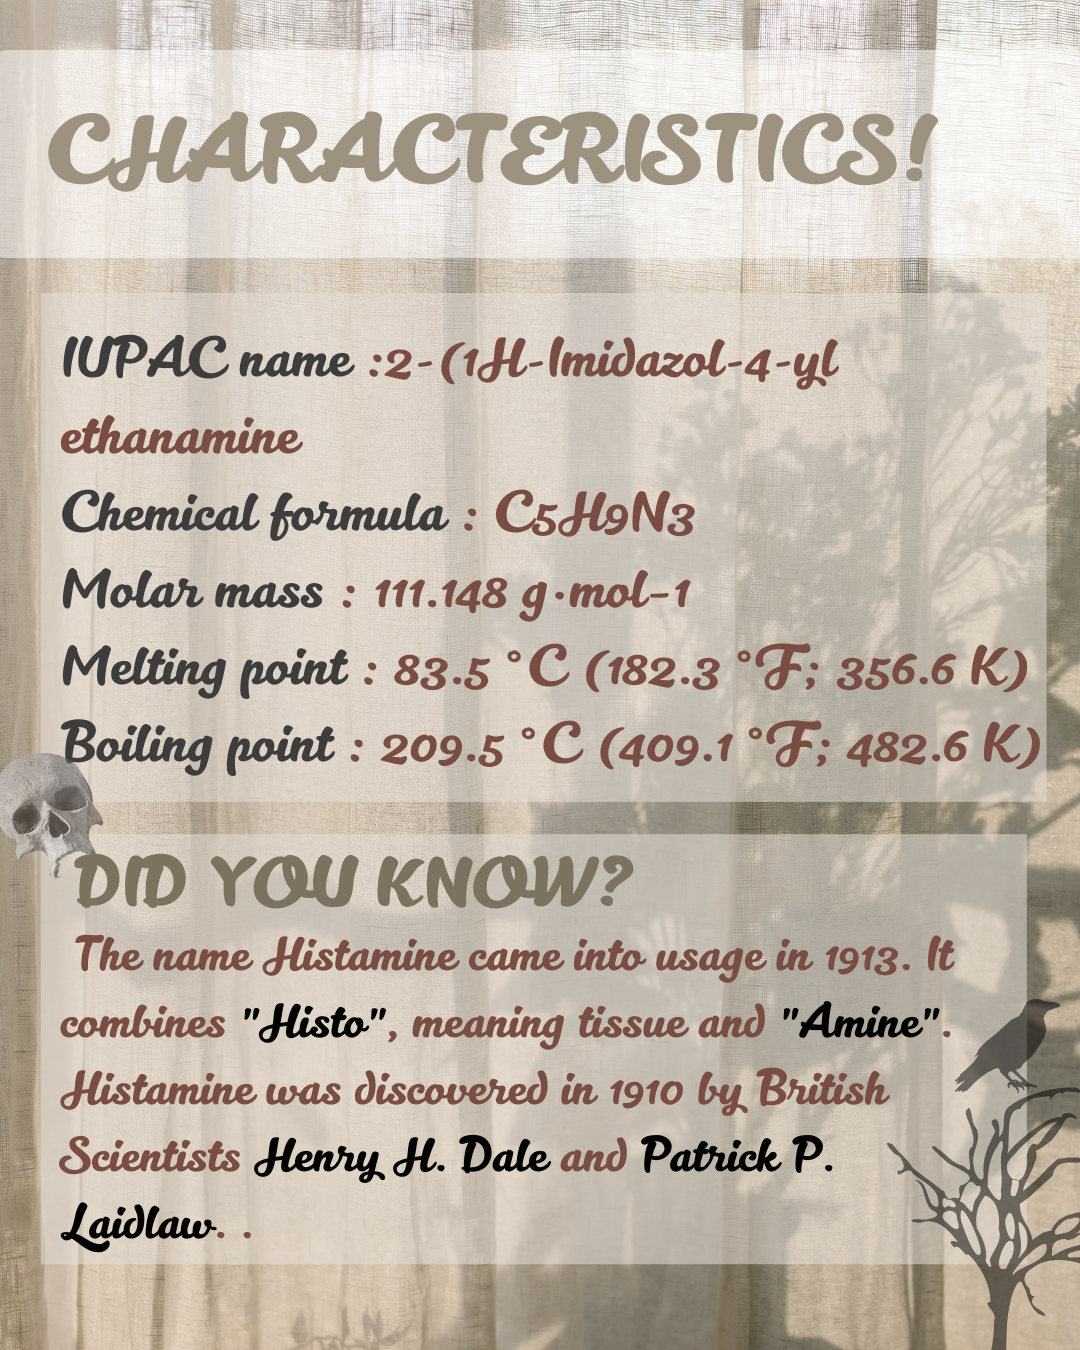 CHARACTERISTICS!
IUPAC name :2-(1H-Imidazol-4-yl
ethanamine
Chemical formula : C5H9N3
Molar mass : 111.148 g·mol−1
Melting point : 83.5 °C (182.3 °F; 356.6 K)
Boiling point : 209.5 °C (409.1 °F; 482.6 K)
DID YOU KNOW?
The name Histamine came into usage in 1913. It
combines "Histo", meaning tissue and "Amine".
Histamine was discovered in 1910 by British
Scientists Henry H. Dale and Patrick P.
Laidlaw. .